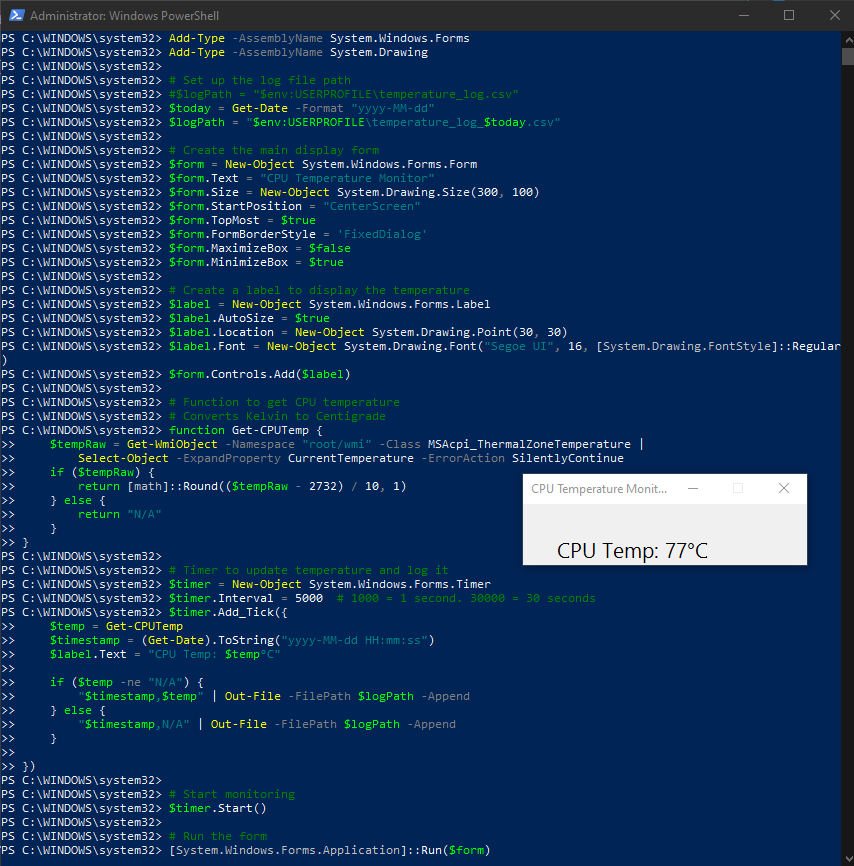 Administrator: Windows PowerShell
PS C:\WINDOWS\system32> Add-Type -AssemblyName System.Windows.Forms
PS C:\WINDOWS\system32> Add-Type -AssemblyName System.Drawing
PS C:\WINDOWS\system32>
PS C:\WINDOWS\system32> # Set up the log file path
PS C:\WINDOWS\system32> #$logPath = "$env:USERPROFILE\temperature_log.csv"
PS C:\WINDOWS\system32> $today = Get-Date -Format "yyyy-MM-dd"
PS C:\WINDOWS\system32> $logPath = "$env:USERPROFILE\temperature_log_$today.csv"
PS C:\WINDOWS\system32>
PS C:\WINDOWS\system32> # Create the main display form
PS C:\WINDOWS\system32> $form = New-Object System.Windows.Forms.Form
PS C:\WINDOWS\system32> $form.Text = "CPU Temperature Monitor"
PS C:\WINDOWS\system32> $form.Size = New-Object System.Drawing.Size(300, 100)
PS C:\WINDOWS\system32> $form.StartPosition = "CenterScreen"
PS C:\WINDOWS\system32> $form.TopMost = $true
PS C:\WINDOWS\system32> $form.FormBorderStyle = 'FixedDialog'
PS C:\WINDOWS\system32> $form.MaximizeBox = $false
PS C:\WINDOWS\system32> $form.MinimizeBox = $true
PS C:\WINDOWS\system32>
PS C:\WINDOWS\system32> # Create a label to display the temperature
PS C:\WINDOWS\system32> $label = New-Object System.Windows.Forms.Label
PS C:\WINDOWS\system32> $label.AutoSize = $true
PS C:\WINDOWS\system32> $label.Location = New-Object System.Drawing.Point(30, 30)
PS C:\WINDOWS\system32> $label.Font = New-Object System.Drawing.Font("Segoe UI", 16, [System.Drawing.FontStyle]::Regular
)
PS C:\WINDOWS\system32> $form.Controls.Add($label)
PS C:\WINDOWS\system32>
PS C:\WINDOWS\system32> # Function to get CPU temperature
PS C:\WINDOWS\system32> # Converts Kelvin to Centigrade
PS C:\WINDOWS\system32> function Get-CPUTemp {
>>     $tempRaw = Get-WmiObject -Namespace "root/wmi" -Class MSAcpi_ThermalZoneTemperature |
>>         Select-Object -ExpandProperty CurrentTemperature -ErrorAction SilentlyContinue
>>     if ($tempRaw) {
>>         return [math]::Round(($tempRaw - 2732) / 10, 1)
>>     } else {
>>         return "N/A"
>>     }
>> }
PS C:\WINDOWS\system32>
PS C:\WINDOWS\system32> # Timer to update temperature and log it
PS C:\WINDOWS\system32> $timer = New-Object System.Windows.Forms.Timer
PS C:\WINDOWS\system32> $timer.Interval = 5000  # 1000 = 1 second. 30000 = 30 seconds
PS C:\WINDOWS\system32> $timer.Add_Tick({
>>     $temp = Get-CPUTemp
>>     $timestamp = (Get-Date).ToString("yyyy-MM-dd HH:mm:ss")
>>     $label.Text = "CPU Temp: $temp°C"
>>
>>     if ($temp -ne "N/A") {
>>         "$timestamp,$temp" | Out-File -FilePath $logPath -Append
>>     } else {
>>         "$timestamp,N/A" | Out-File -FilePath $logPath -Append
>>     }
>>
>> })
PS C:\WINDOWS\system32>
PS C:\WINDOWS\system32> # Start monitoring
PS C:\WINDOWS\system32> $timer.Start()
PS C:\WINDOWS\system32>
PS C:\WINDOWS\system32> # Run the form
PS C:\WINDOWS\system32> [System.Windows.Forms.Application]::Run($form)
CPU Temperature Monit...
CPU Temp: 77°C